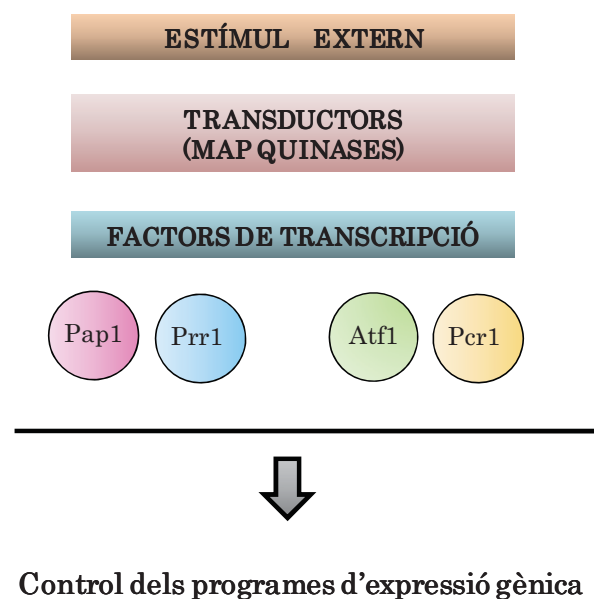 ESTÍMUL EXTERN
TRANSDUCTORS
(MAP QUINASES)
FACTORS DE TRANSCRIPCIÓ
Pap1 Prr1 Atf1 Pcr1
Control dels programes d’expressió gènica